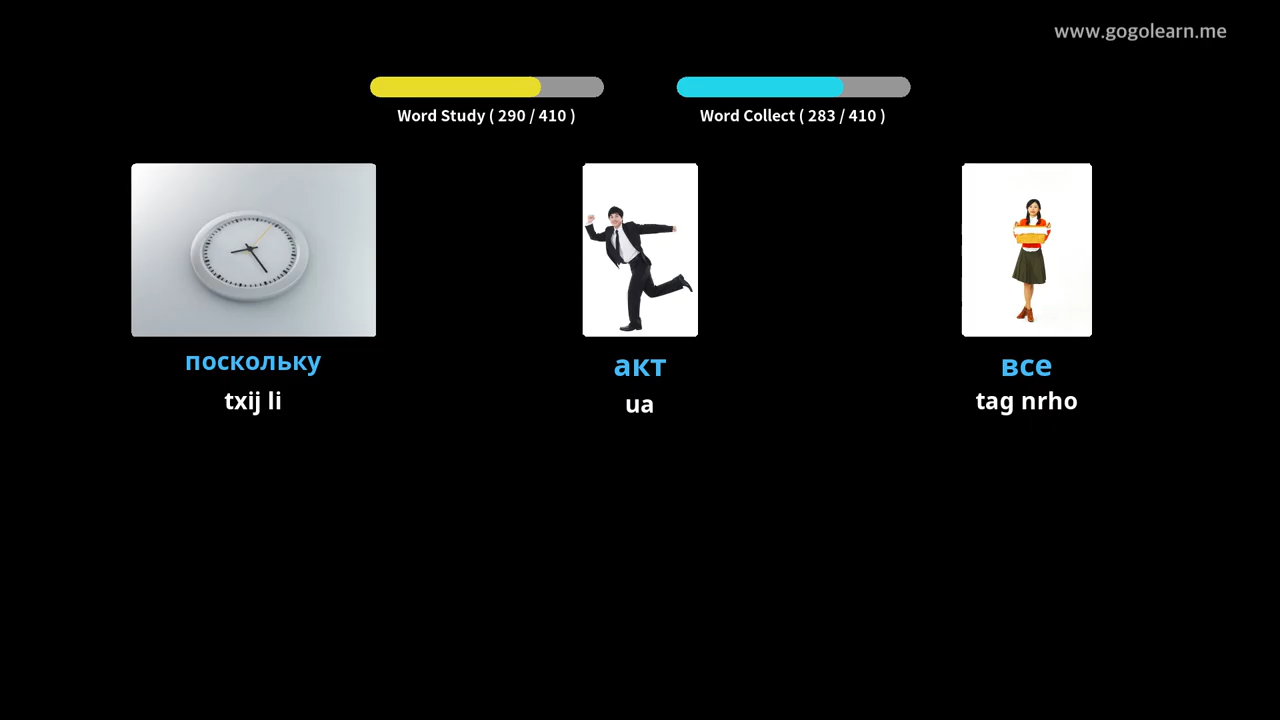 www.gogolearn.me
Word Study ( 290 / 410 )
Word Collect ( 283 / 410 )
поскольку
акт
все
txij li
ua
tag nrho